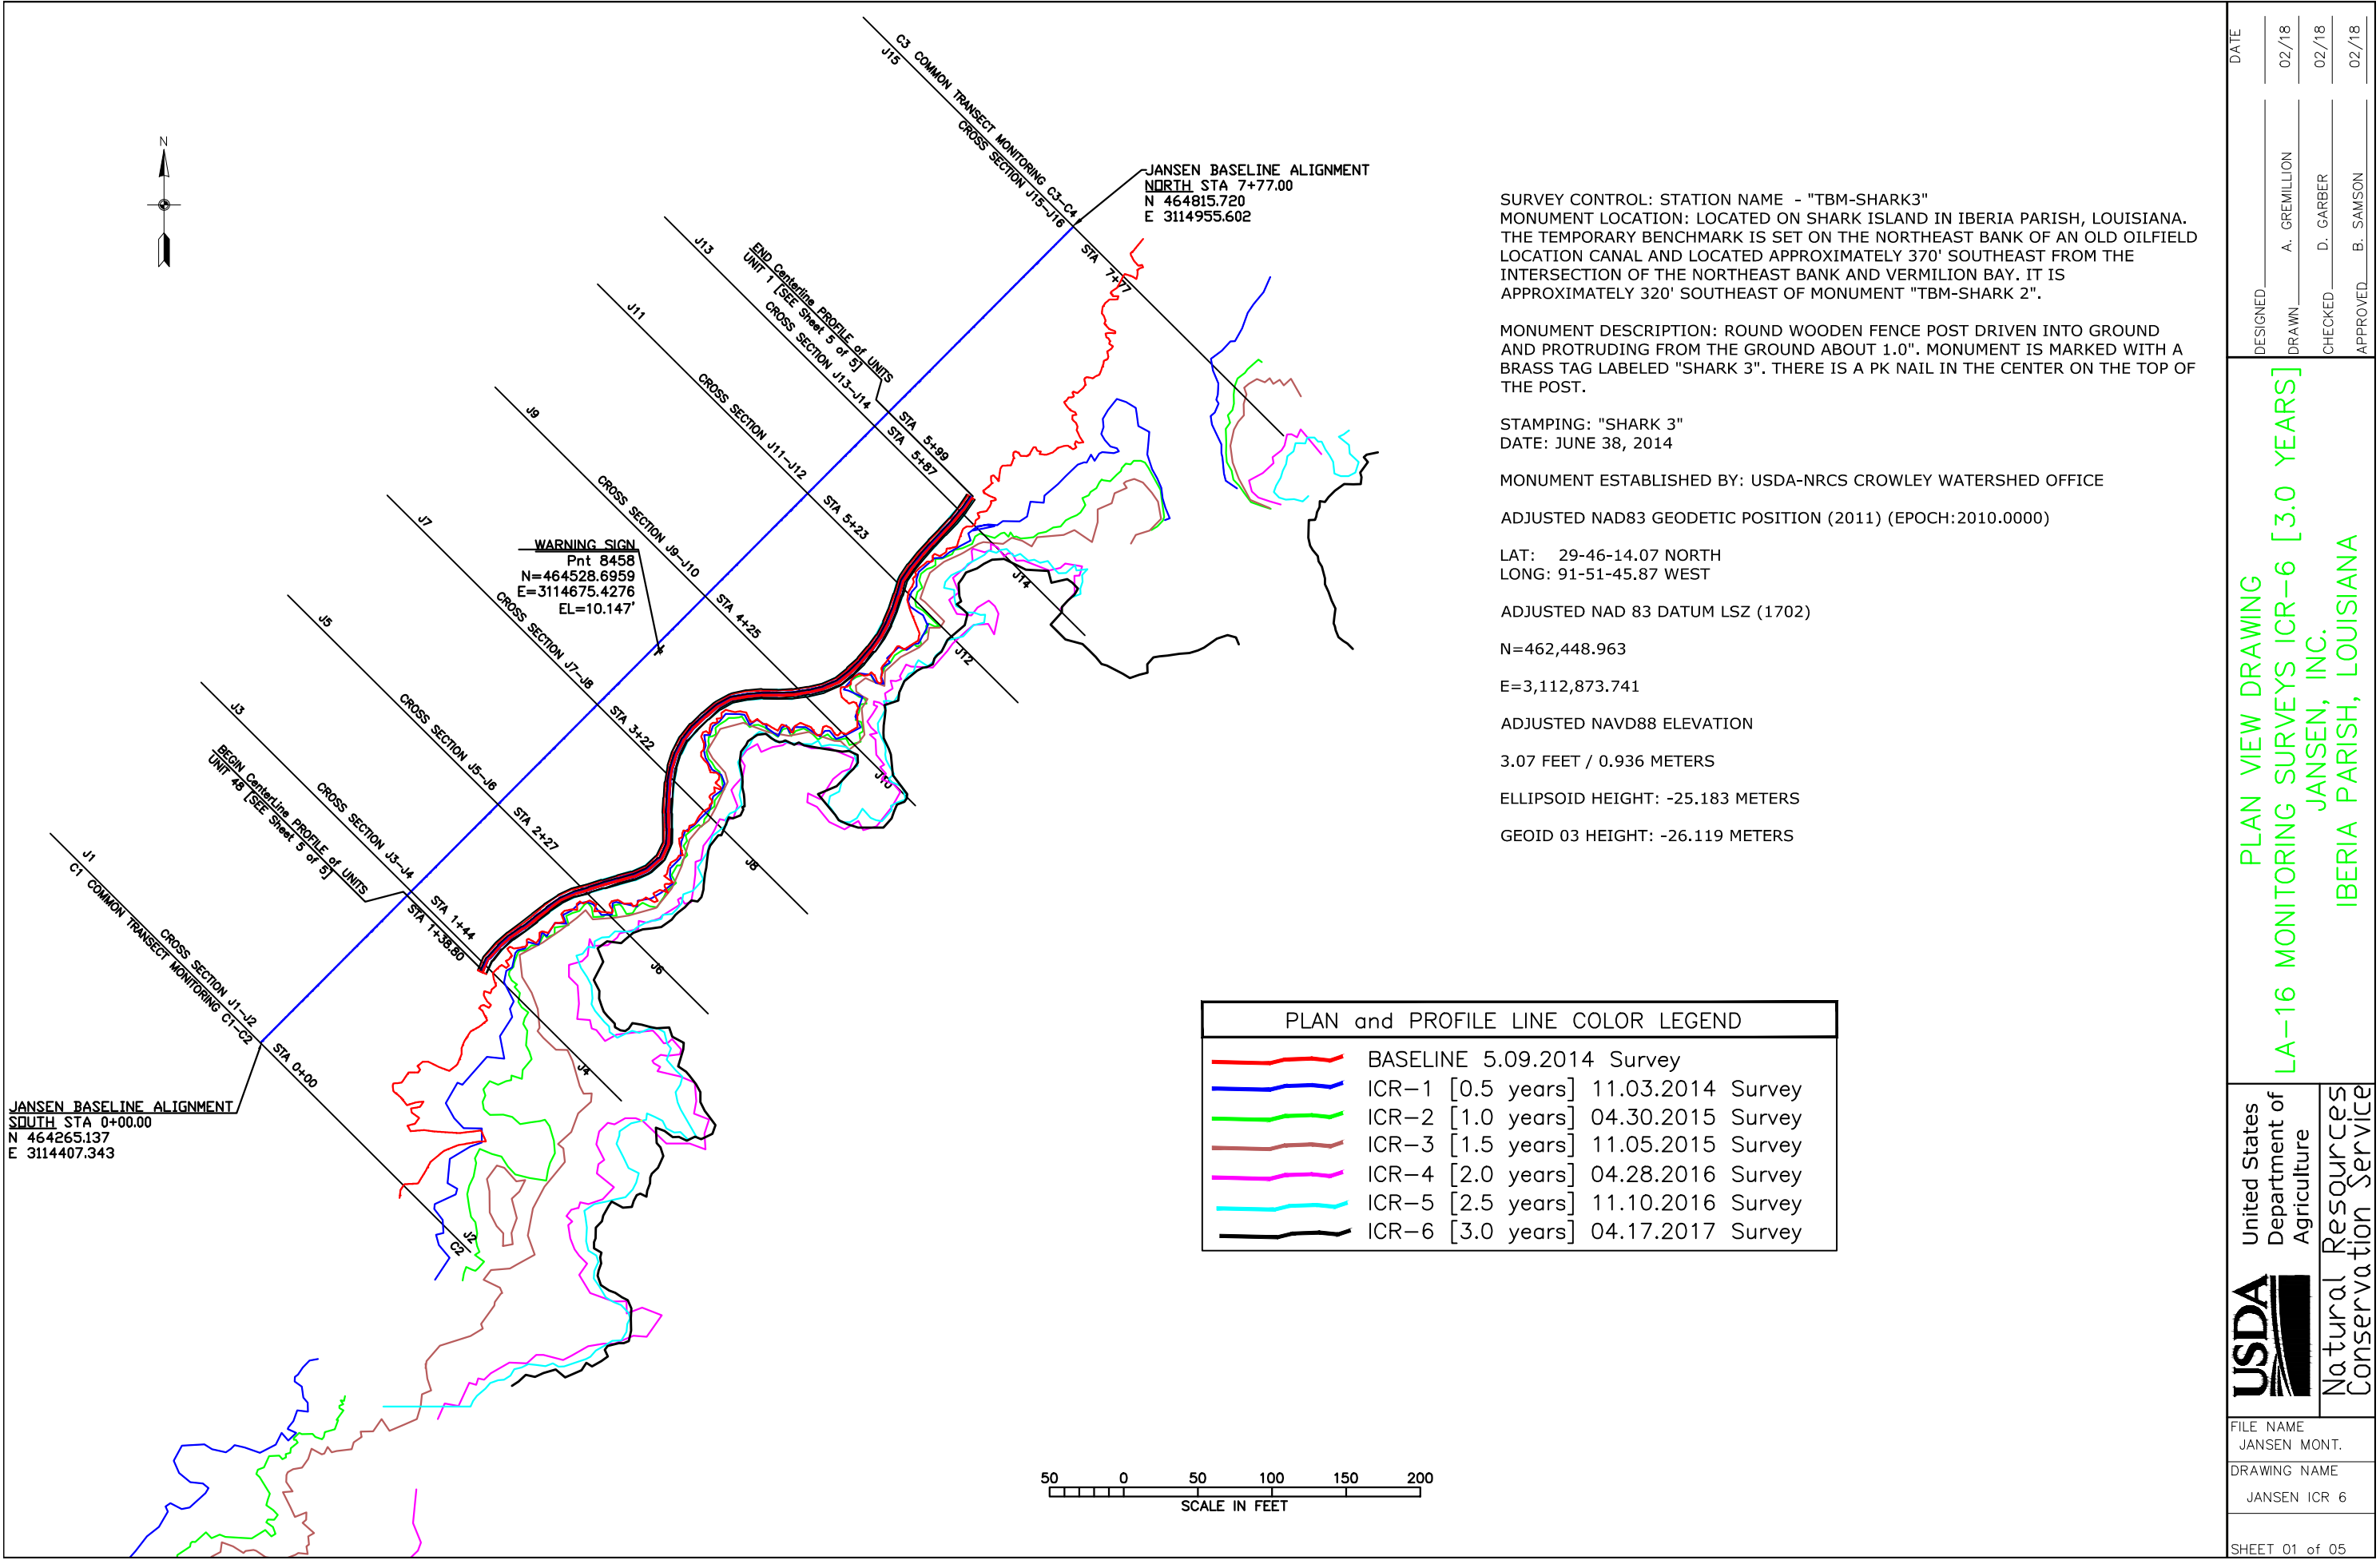 N
C3 COMMON TRANSECT MONITORING C3-C4
J15
CROSS SECTION J15-J16
STA 7+77
JANSEN BASELINE ALIGNMENT
NORTH STA 7+77.00
N 464815.720
E 3114955.602
J13
END Centerline PROFILE of UNITS
UNIT 1 [SEE Sheet 5 of 5]
CROSS SECTION J13-J14
STA 5+99
STA 5+87
J14
J11
CROSS SECTION J11-J12
STA 5+23
J12
J9
CROSS SECTION J9-J10
STA 4+25
J10
WARNING SIGN
Pnt 8458
N=464528.6959
E=3114675.4276
EL=10.147'
J7
CROSS SECTION J7-J8
STA 3+22
J8
J5
CROSS SECTION J5-J6
STA 2+27
J6
J3
CROSS SECTION J3-J4
BEGIN CenterLine PROFILE of UNITS
UNIT 48 [SEE Sheet 5 of 5]
STA 1+44
STA 1+38.80
J4
J1
C1 COMMON TRANSECT MONITORING C1-C2
CROSS SECTION J1-J2
STA 0+00
J2
C2
JANSEN BASELINE ALIGNMENT
SOUTH STA 0+00.00
N 464265.137
E 3114407.343
SURVEY CONTROL: STATION NAME - "TBM-SHARK3"
MONUMENT LOCATION: LOCATED ON SHARK ISLAND IN IBERIA PARISH, LOUISIANA.
THE TEMPORARY BENCHMARK IS SET ON THE NORTHEAST BANK OF AN OLD OILFIELD
LOCATION CANAL AND LOCATED APPROXIMATELY 370' SOUTHEAST FROM THE
INTERSECTION OF THE NORTHEAST BANK AND VERMILION BAY. IT IS
APPROXIMATELY 320' SOUTHEAST OF MONUMENT "TBM-SHARK 2".
MONUMENT DESCRIPTION: ROUND WOODEN FENCE POST DRIVEN INTO GROUND
AND PROTRUDING FROM THE GROUND ABOUT 1.0". MONUMENT IS MARKED WITH A
BRASS TAG LABELED "SHARK 3". THERE IS A PK NAIL IN THE CENTER ON THE TOP OF
THE POST.
STAMPING: "SHARK 3"
DATE: JUNE 38, 2014
MONUMENT ESTABLISHED BY: USDA-NRCS CROWLEY WATERSHED OFFICE
ADJUSTED NAD83 GEODETIC POSITION (2011) (EPOCH:2010.0000)
LAT: 29-46-14.07 NORTH
LONG: 91-51-45.87 WEST
ADJUSTED NAD 83 DATUM LSZ (1702)
N=462,448.963
E=3,112,873.741
ADJUSTED NAVD88 ELEVATION
3.07 FEET / 0.936 METERS
ELLIPSOID HEIGHT: -25.183 METERS
GEOID 03 HEIGHT: -26.119 METERS
PLAN and PROFILE LINE COLOR LEGEND
BASELINE 5.09.2014 Survey
ICR-1 [0.5 years] 11.03.2014 Survey
ICR-2 [1.0 years] 04.30.2015 Survey
ICR-3 [1.5 years] 11.05.2015 Survey
ICR-4 [2.0 years] 04.28.2016 Survey
ICR-5 [2.5 years] 11.10.2016 Survey
ICR-6 [3.0 years] 04.17.2017 Survey
50 0 50 100 150 200
SCALE IN FEET
DATE
DESIGNED
DRAWN A. GREMILLION 02/18
CHECKED D. GARBER 02/18
APPROVED B. SAMSON 02/18
PLAN VIEW DRAWING
LA-16 MONITORING SURVEYS ICR-6 [3.0 YEARS]
JANSEN, INC.
IBERIA PARISH, LOUISIANA
USDA
United States
Department of
Agriculture
Natural Resources
Conservation Service
FILE NAME
JANSEN MONT.
DRAWING NAME
JANSEN ICR 6
SHEET 01 of 05